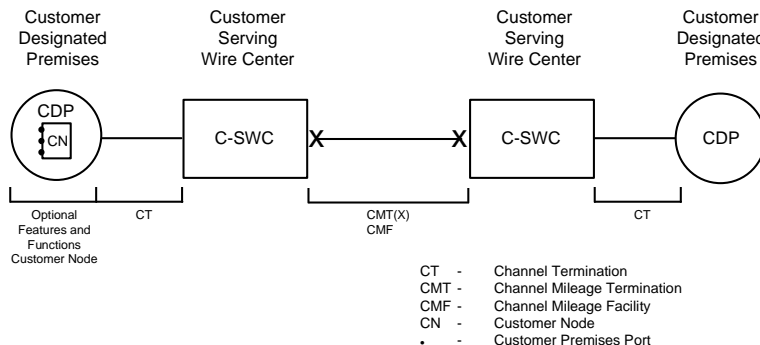 Customer
Designated
Premises
Customer
Serving
Wire Center
Customer
Serving
Wire Center
Customer
Designated
Premises
CDP
CN
C-SWC
X
X
C-SWC
CDP
Optional
Features and
Functions
Customer Node
CT
CMT(X)
CMF
CT
CT - Channel Termination
CMT - Channel Mileage Termination
CMF - Channel Mileage Facility
CN - Customer Node
• - Customer Premises Port